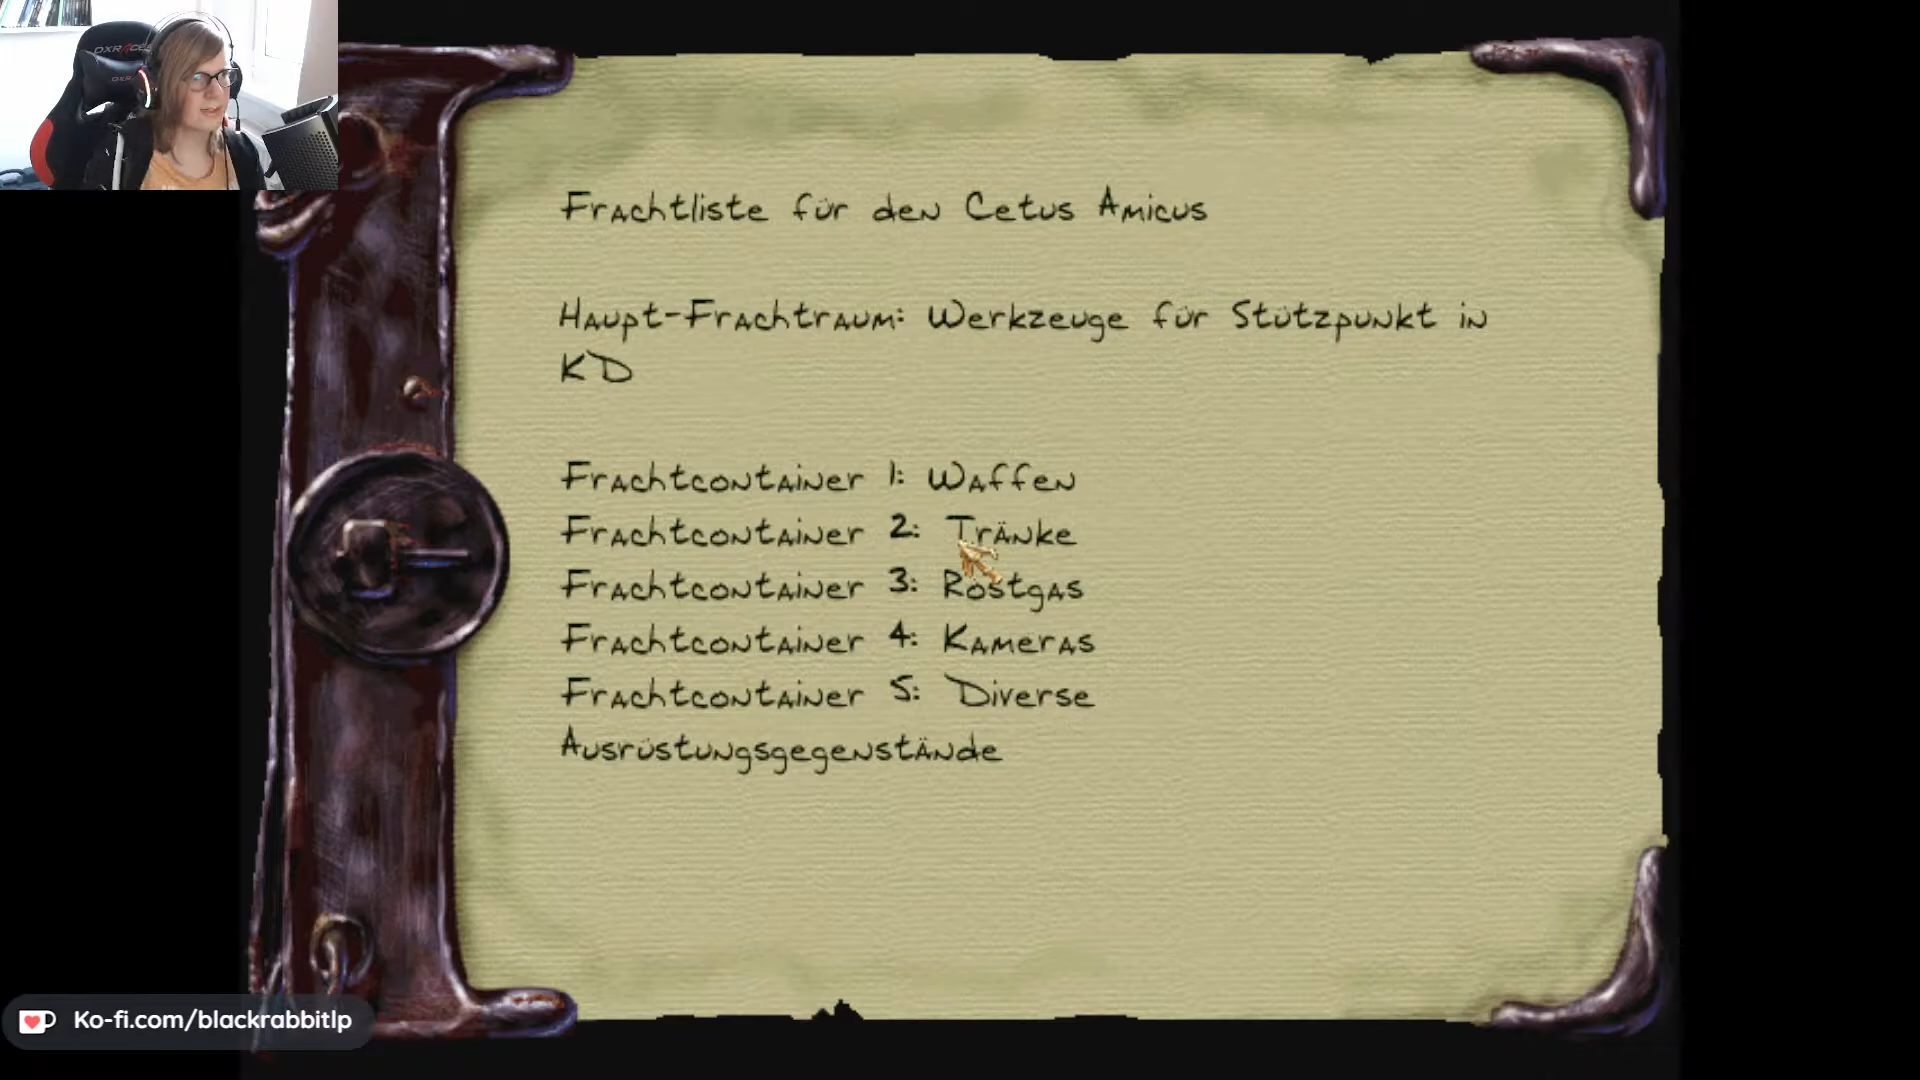 DXRACER
Frachtliste für den Cetus Amicus
Haupt-Frachtraum: Werkzeuge für Stützpunkt in
KD
Frachtcontainer 1: Waffen
Frachtcontainer 2: Tränke
Frachtcontainer 3: Rostgas
Frachtcontainer 4: Kameras
Frachtcontainer 5: Diverse
Ausrüstungsgegenstände
Ko-fi.com/blackrabbitlp